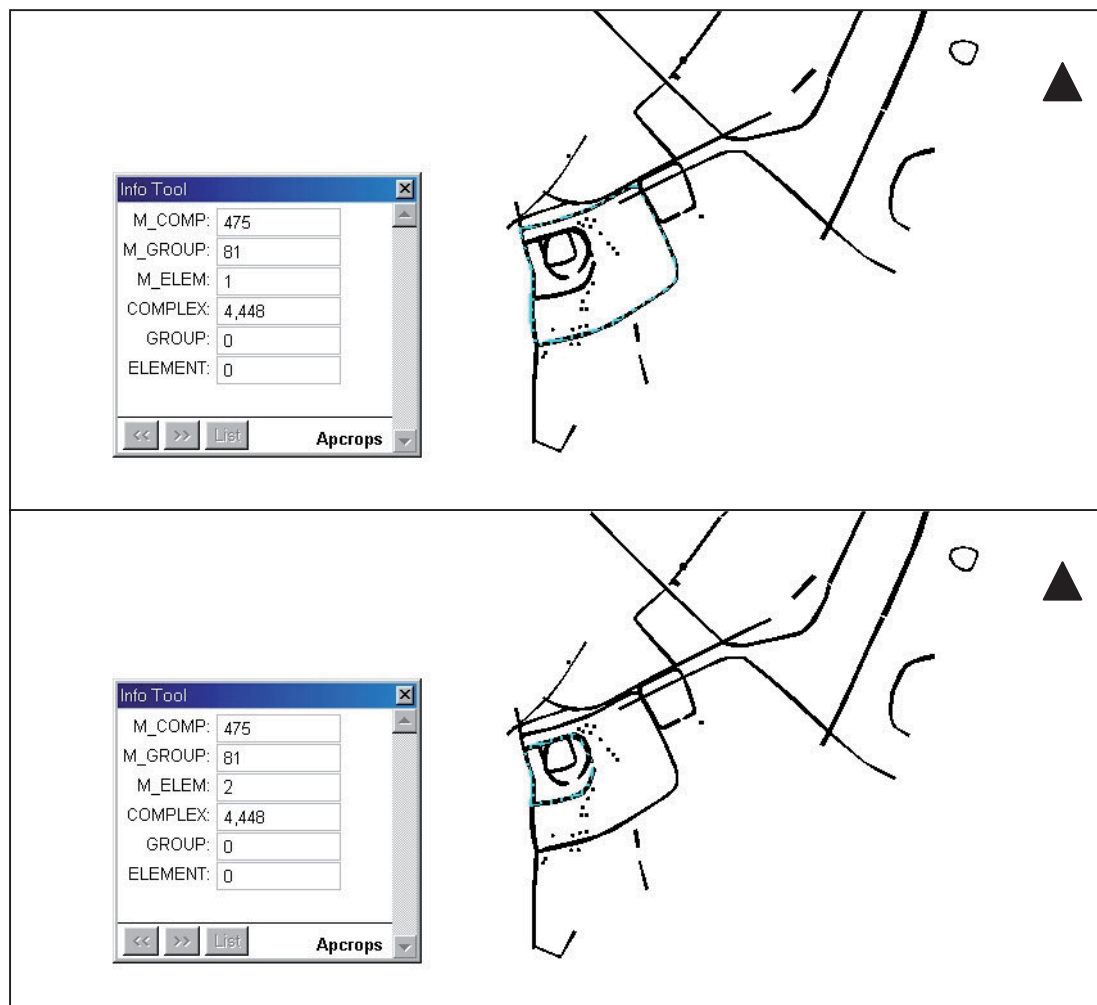 Info Tool
M_COMP: 475
M_GROUP: 81
M_ELEM: 1
COMPLEX: 4,448
GROUP: 0
ELEMENT: 0
<< >> List Apcrops
Info Tool
M_COMP: 475
M_GROUP: 81
M_ELEM: 2
COMPLEX: 4,448
GROUP: 0
ELEMENT: 0
<< >> List Apcrops